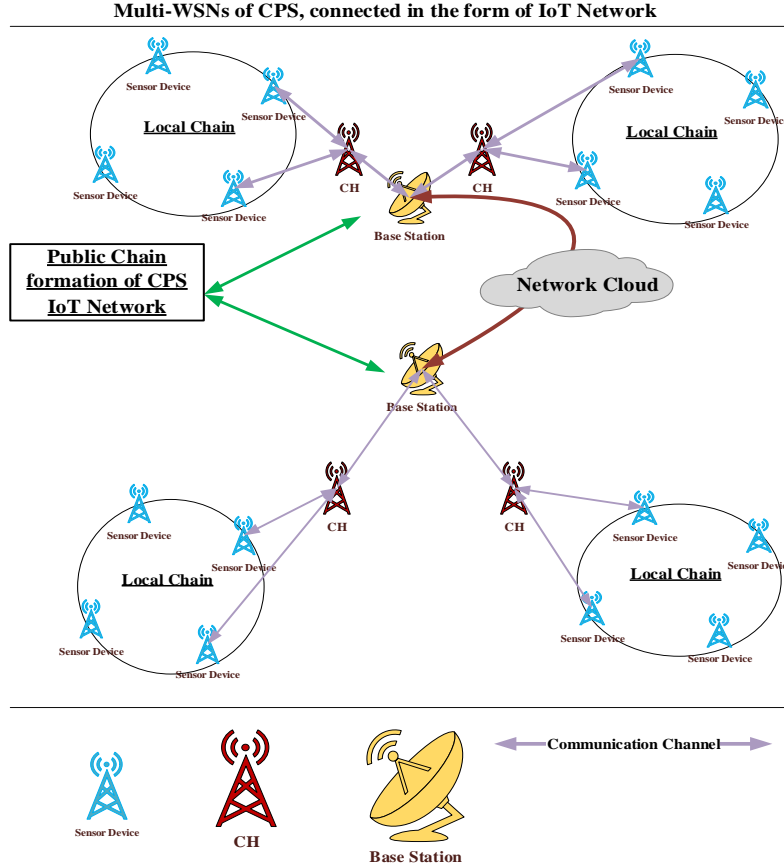 Multi-WSNs of CPS, connected in the form of IoT Network
Sensor Device
Sensor Device
Local Chain
Sensor Device
Sensor Device
CH
CH
Sensor Device
Sensor Device
Local Chain
Sensor Device
Sensor Device
Base Station
Public Chain
formation of CPS
IoT Network
Network Cloud
Base Station
CH
CH
Sensor Device
Sensor Device
Local Chain
Sensor Device
Sensor Device
Sensor Device
Sensor Device
Local Chain
Sensor Device
Sensor Device
Communication Channel
Sensor Device
CH
Base Station